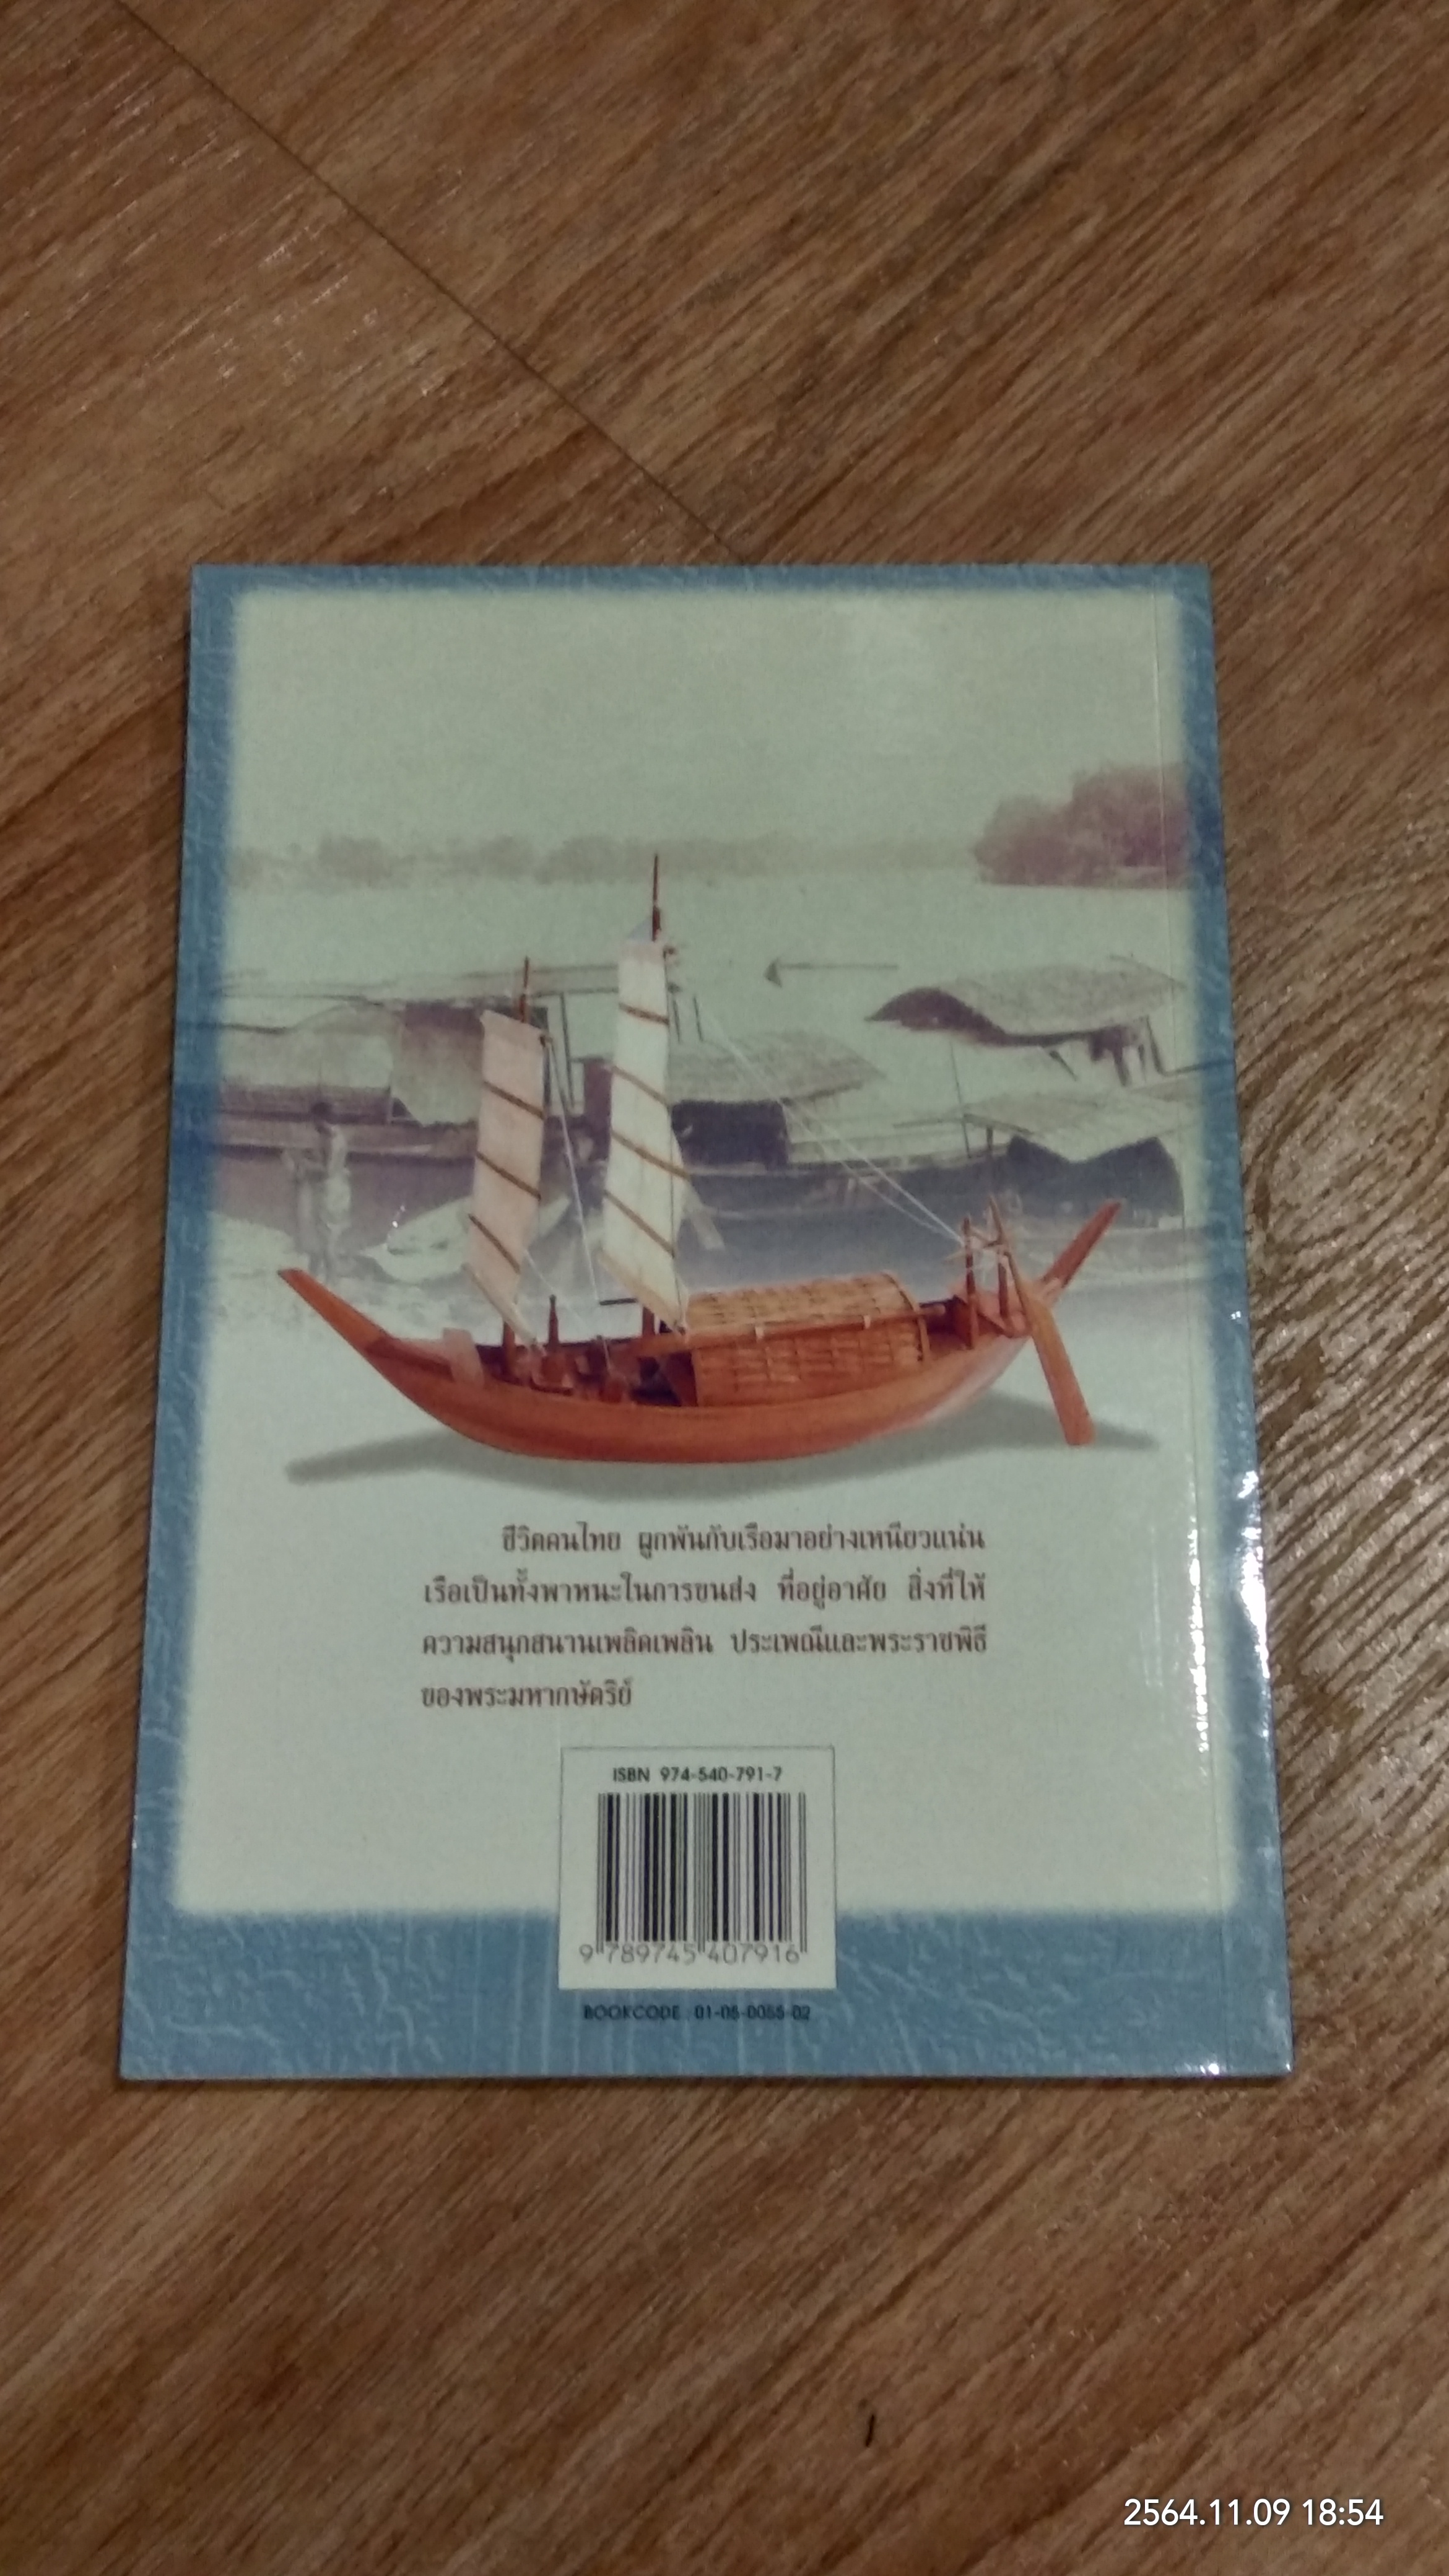 ชีวิตคนไทย ผูกพันกับเรือมาอย่างเหนียวแน่น
เรือเป็นทั้งพาหนะในการขนส่ง ที่อยู่อาศัย สิ่งที่ให้
ความสนุกสนานเพลิดเพลิน ประเพณีและพระราชพิธี
ของพระมหากษัตริย์
ISBN 974-540-791-7
9 789745 407916
BOOKCODE : 01-05-0055-02
2564.11.09 18:54